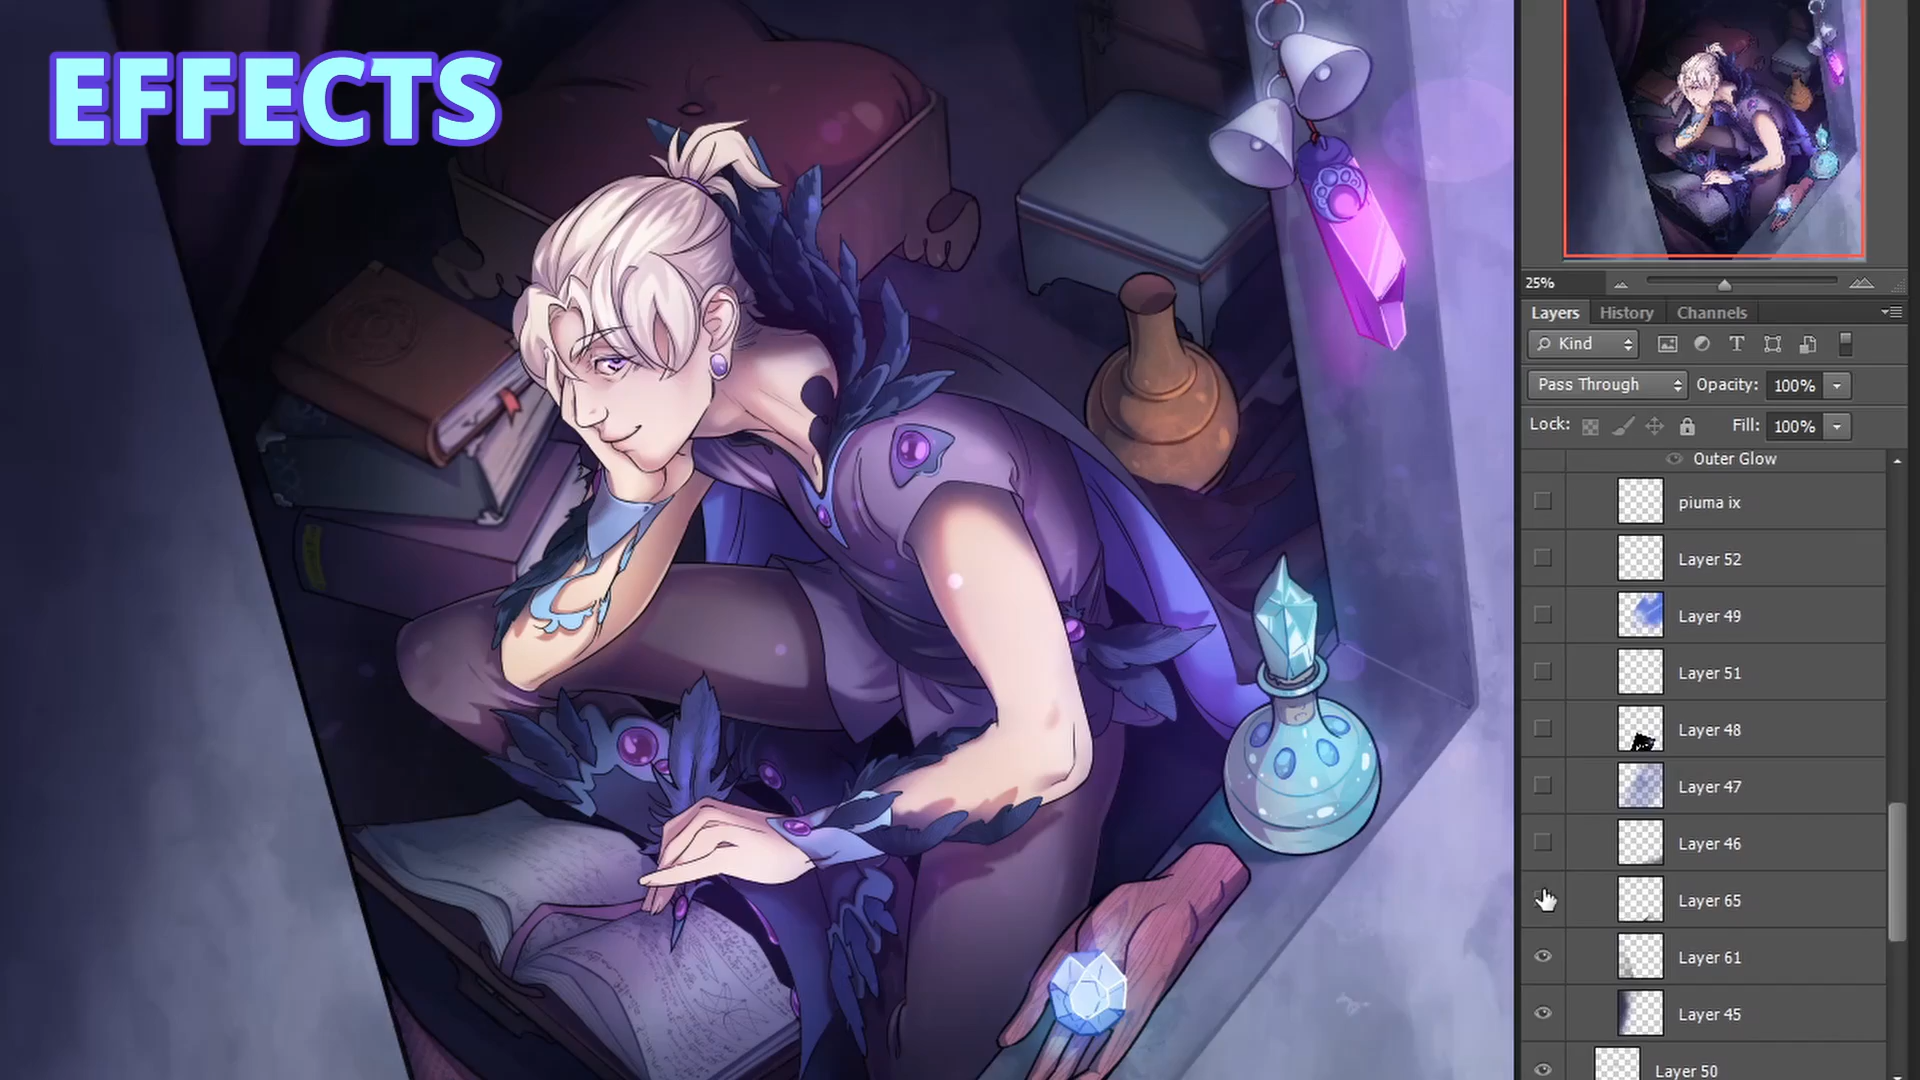 EFFECTS
25%
Layers History Channels
Kind
Pass Through Opacity: 100%
Lock: Fill: 100%
Outer Glow
piuma ix
Layer 52
Layer 49
Layer 51
Layer 48
Layer 47
Layer 46
Layer 65
Layer 61
Layer 45
Layer 50